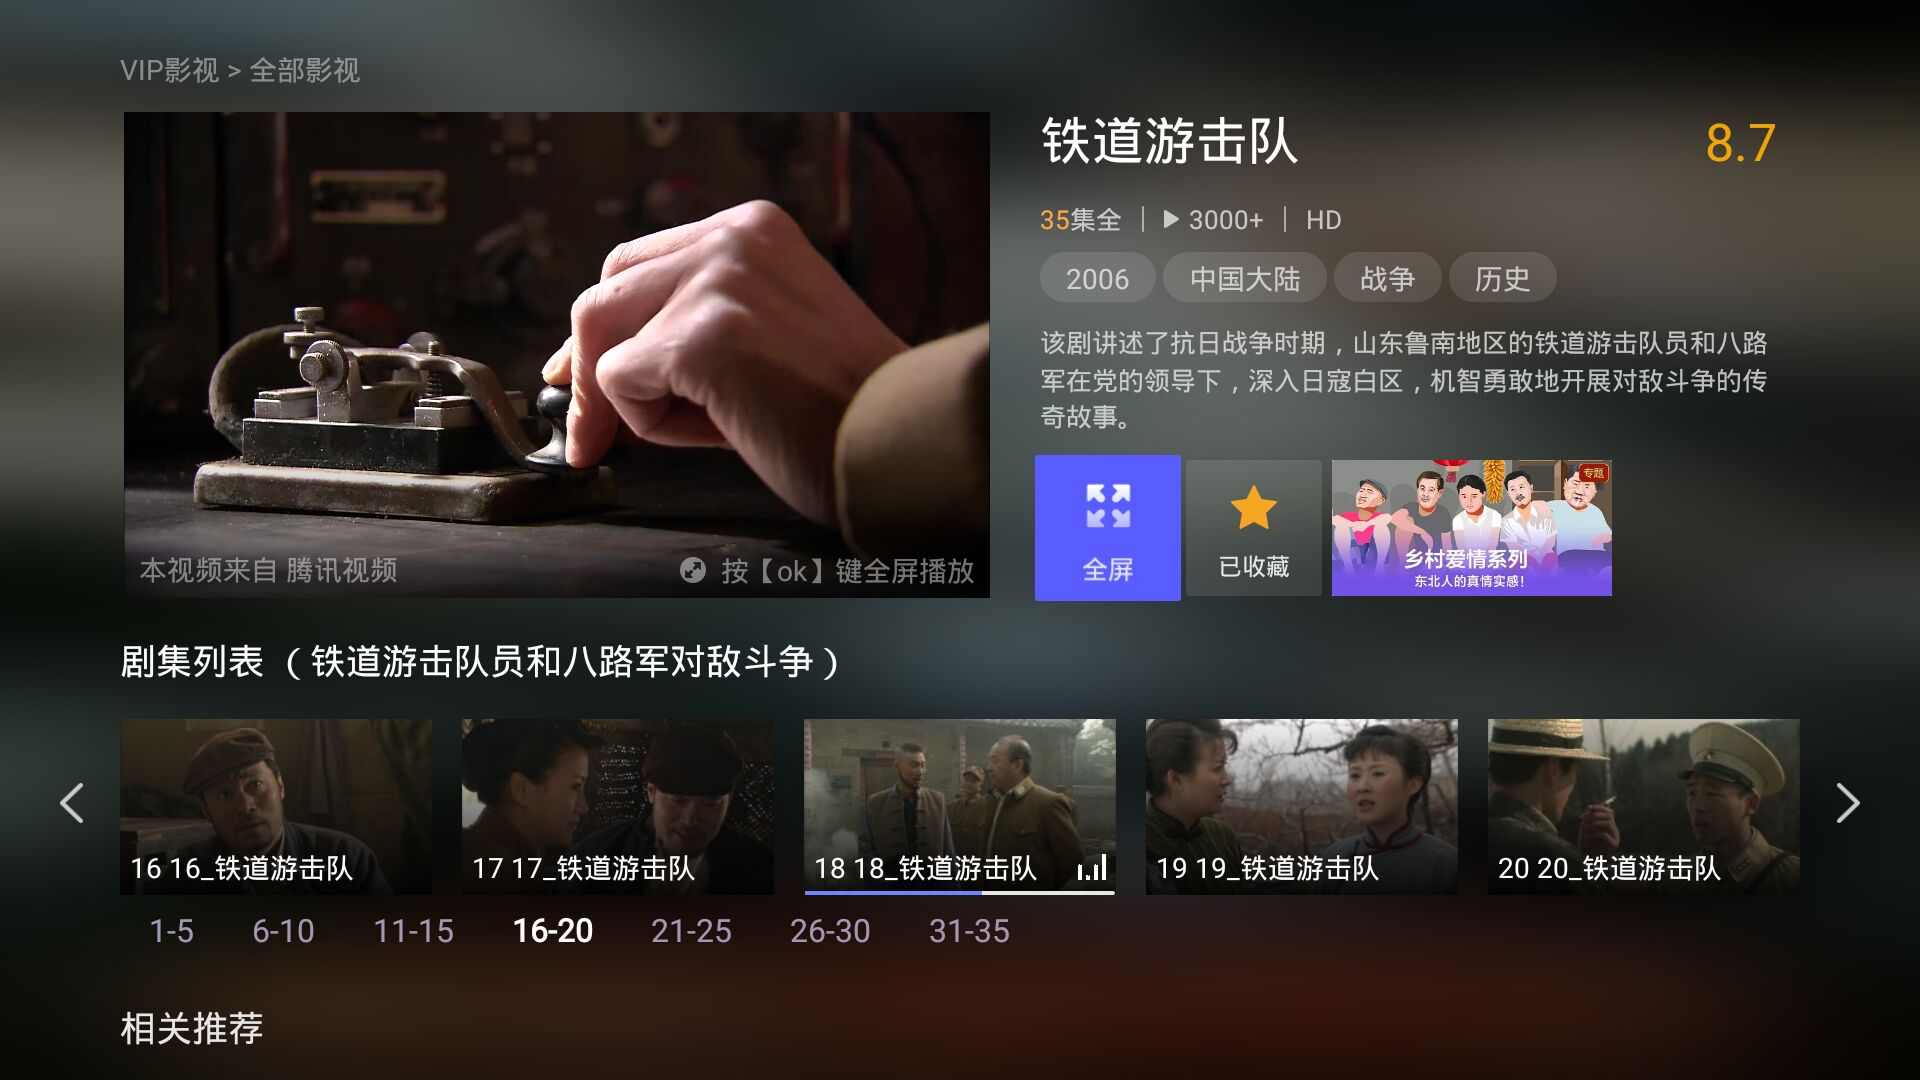 VIP影视 > 全部影视
铁道游击队
8.7
35集全 | 3000+ | HD
2006 中国大陆 战争 历史
该剧讲述了抗日战争时期，山东鲁南地区的铁道游击队员和八路
军在党的领导下，深入日寇白区，机智勇敢地开展对敌斗争的传
奇故事。
本视频来自 腾讯视频
按【ok】键全屏播放
全屏
已收藏
专题
乡村爱情系列
东北人的真情实感！
剧集列表 （铁道游击队员和八路军对敌斗争）
16 16_铁道游击队
17 17_铁道游击队
18 18_铁道游击队
19 19_铁道游击队
20 20_铁道游击队
1-5 6-10 11-15 16-20 21-25 26-30 31-35
相关推荐